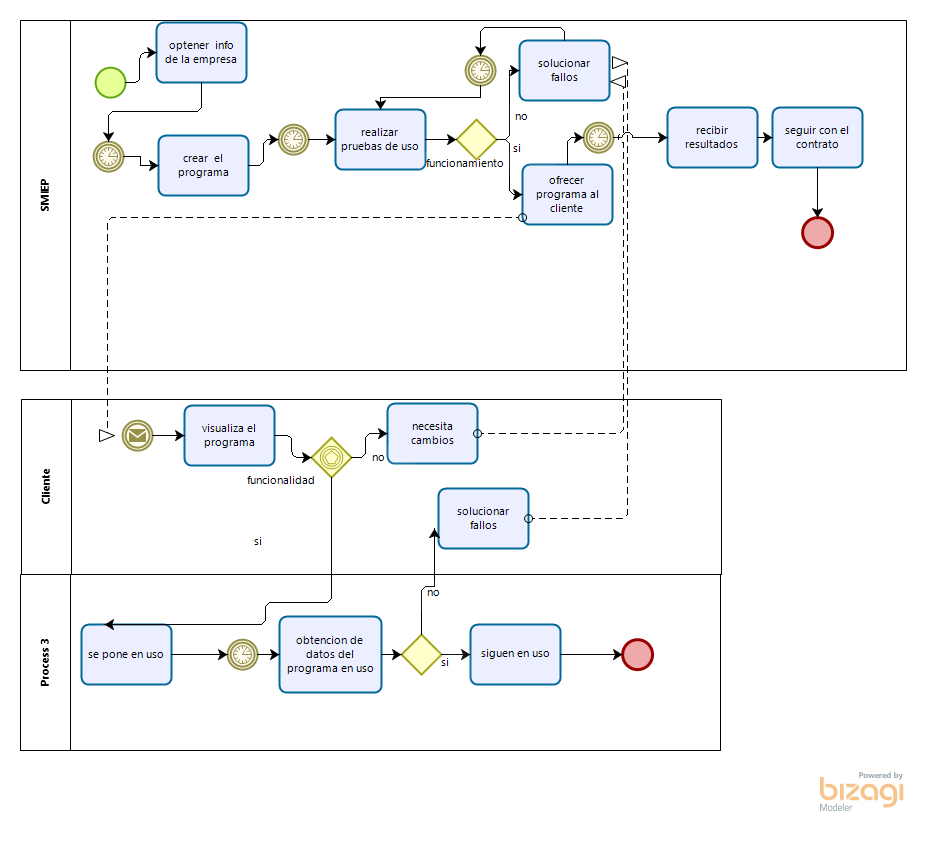 SMIEP
optener info
de la empresa
crear el
programa
realizar
pruebas de uso
funcionamiento
no
si
solucionar
fallos
ofrecer
programa al
cliente
recibir
resultados
seguir con el
contrato
Cliente
visualiza el
programa
funcionalidad
no
si
necesita
cambios
solucionar
fallos
Process 3
se pone en uso
obtencion de
datos del
programa en uso
no
si
siguen en uso
Powered by
bizagi
Modeler